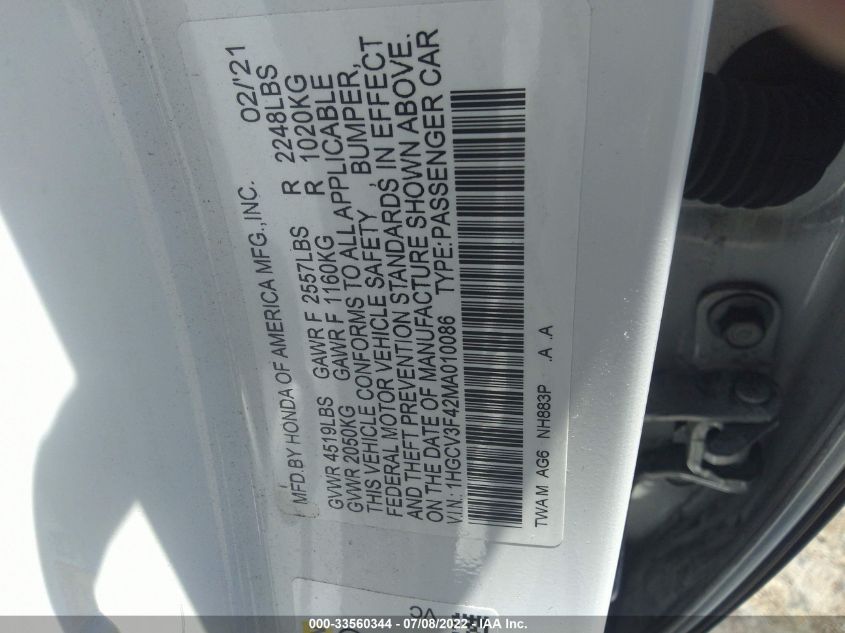 MFD.BY HONDA OF AMERICA MFG.,INC. 02/'21
GVWR 4519LBS GAWR F 2557LBS R 2248LBS
GVWR 2050KG GAWR F 1160KG R 1020KG
THIS VEHICLE CONFORMS TO ALL APPLICABLE
FEDERAL MOTOR VEHICLE SAFETY , BUMPER,
AND THEFT PREVENTION STANDARDS, IN EFFECT
ON THE DATE OF MANUFACTURE SHOWN ABOVE.
V.I.N.:1HGCV3F42MA010086 TYPE:PASSENGER CAR
TWA M AG6 NH883P .A .A
000-33560344 - 07/08/2022 - IAA Inc.